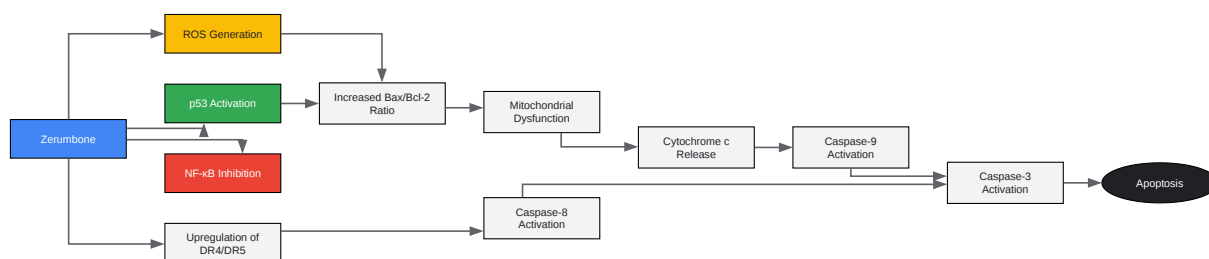 ROS Generation
p53 Activation
Increased Bax/Bcl-2
Ratio
Mitochondrial
Dysfunction
Zerumbone
Cytochrome c
Release
Caspase-9
Activation
NF-κB Inhibition
Caspase-3
Activation
Apoptosis
Caspase-8
Activation
Upregulation of
DR4/DR5